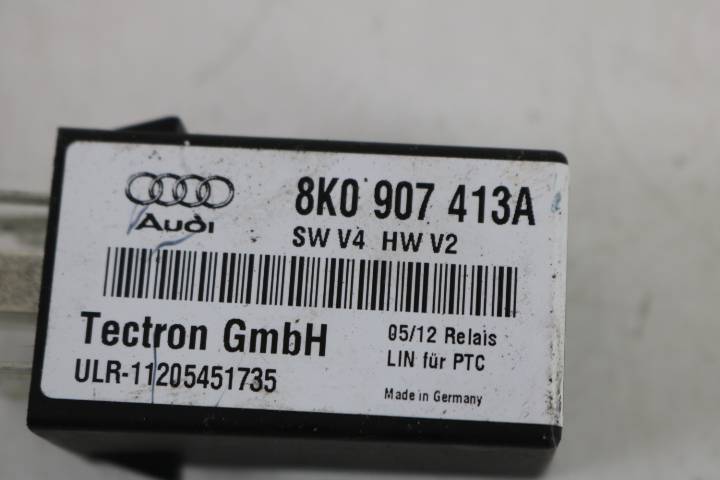 Audi
8K0 907 413A
SW V4 HW V2
Tectron GmbH
ULR-11205451735
05/12 Relais
LIN für PTC
Made in Germany